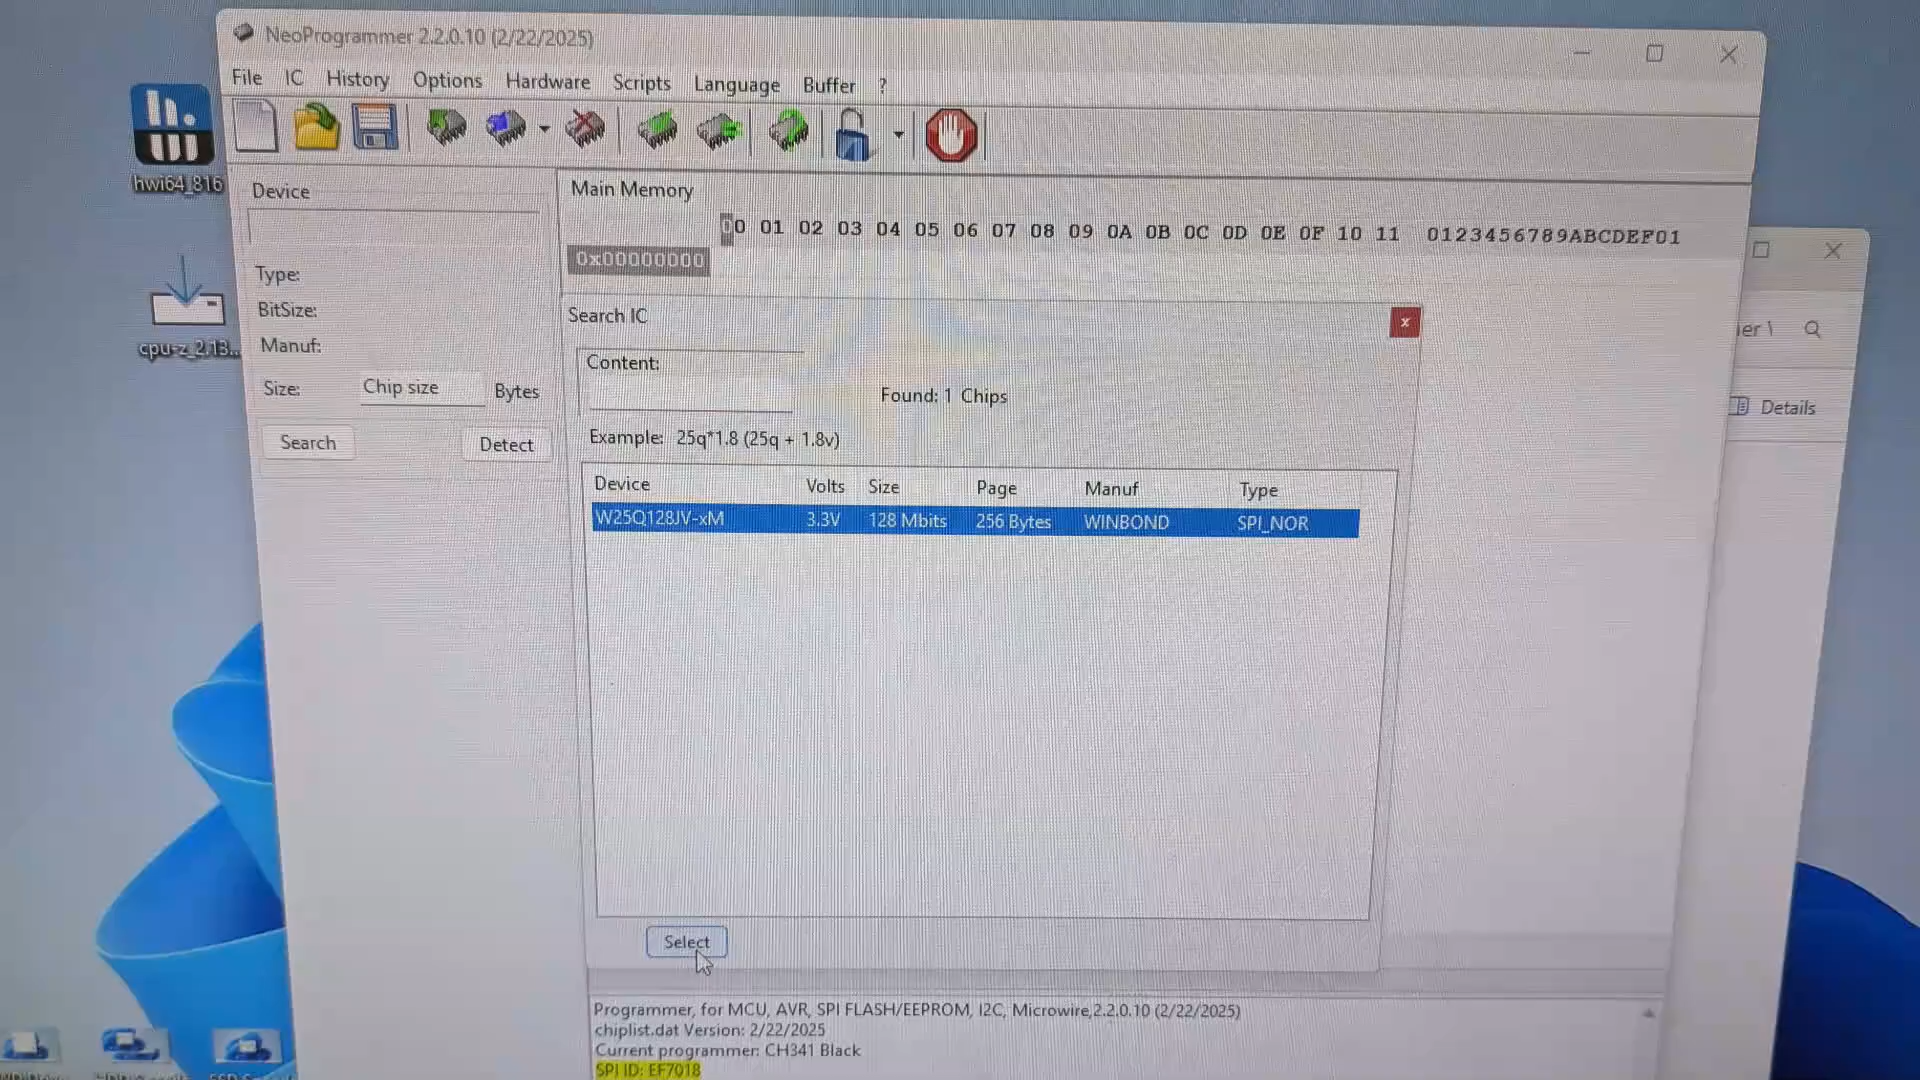 NeoProgrammer 2.2.0.10 (2/22/2025)
File IC History Options Hardware Scripts Language Buffer ?
hwi64_816
cpu-z_2.13...
Device
Type:
BitSize:
Manuf:
Size: Chip size Bytes
Search Detect
Main Memory
00 01 02 03 04 05 06 07 08 09 0A 0B 0C 0D 0E 0F 10 11 0123456789ABCDEF01
0x00000000
Search IC x
Content:
Found: 1 Chips
Example: 25q*1.8 (25q + 1.8v)
Device Volts Size Page Manuf Type
W25Q128JV-xM 3.3V 128 Mbits 256 Bytes WINBOND SPI_NOR
Select
Details
Programmer, for MCU, AVR, SPI FLASH/EEPROM, I2C, Microwire,2.2.0.10 (2/22/2025)
chiplist.dat Version: 2/22/2025
Current programmer: CH341 Black
SPI ID: EF7018